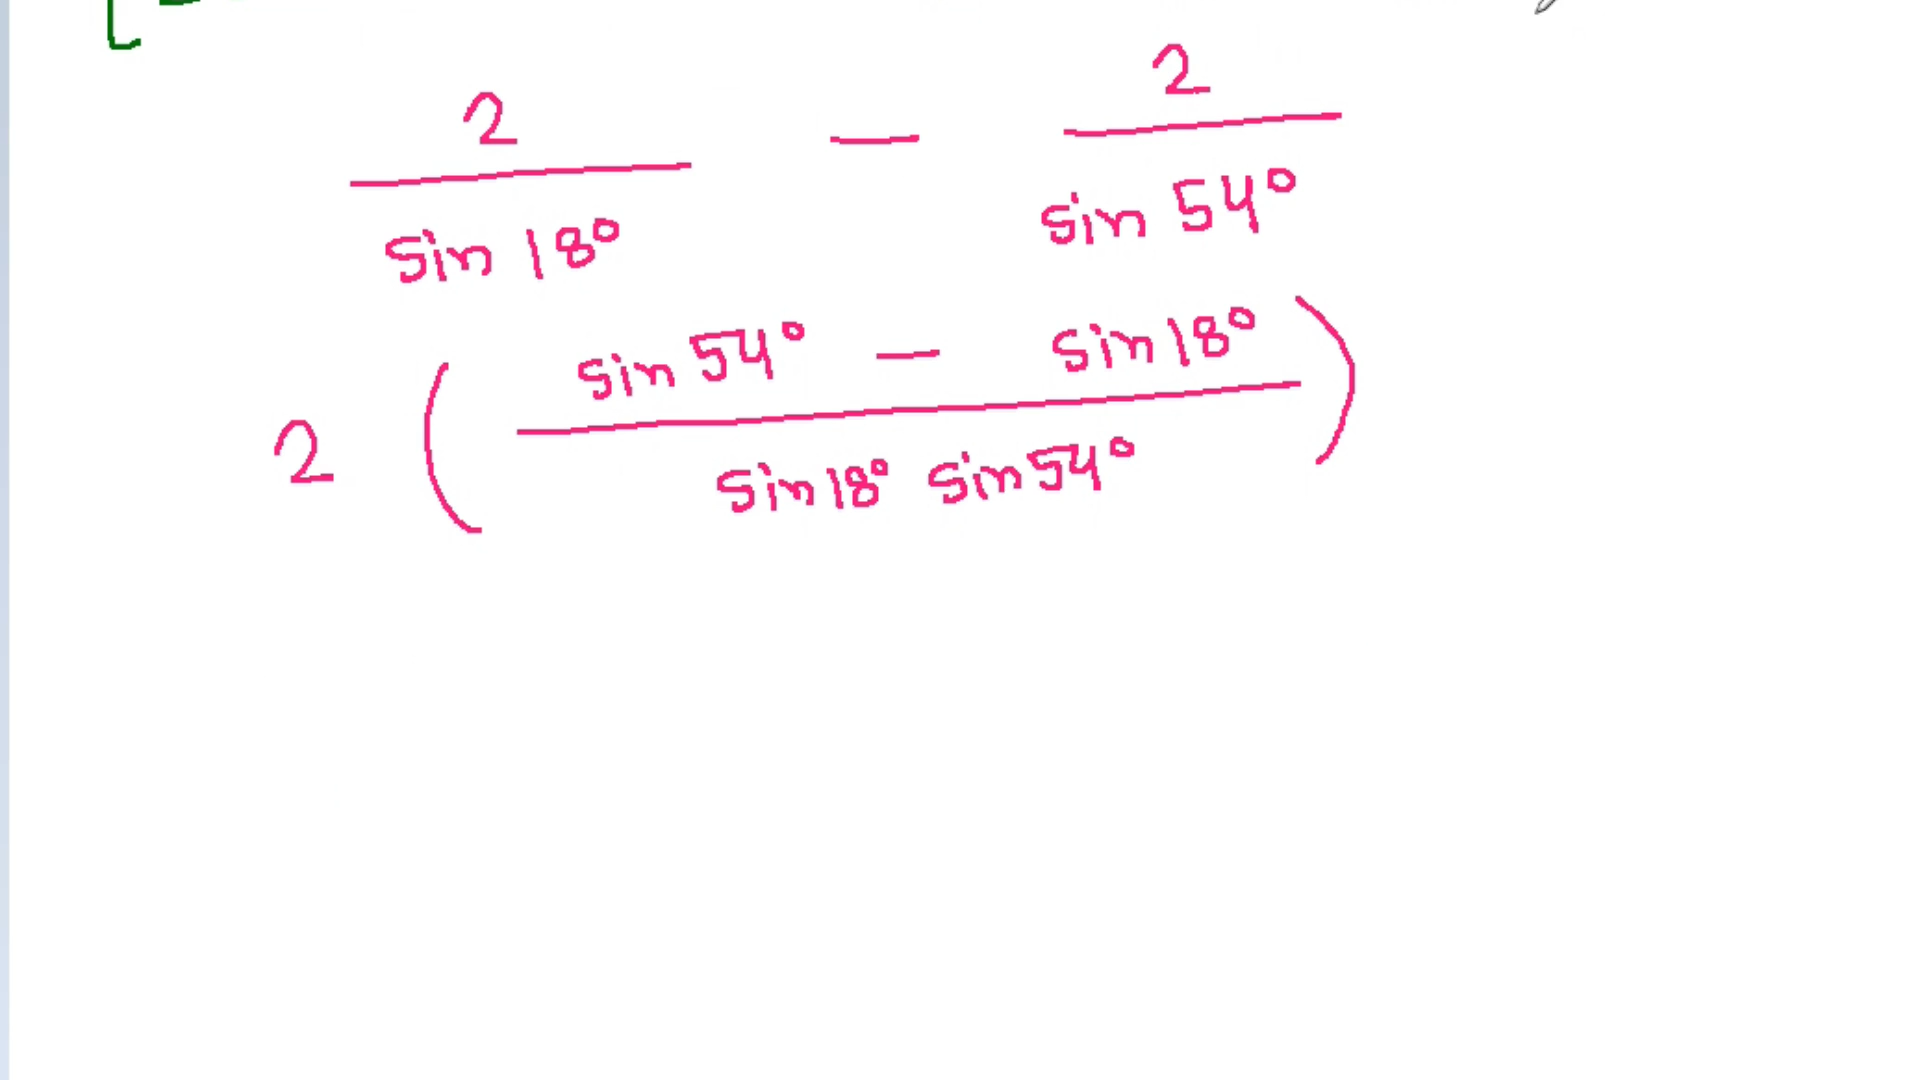 2/sin 18° — 2/sin 54°
2 ( (sin 54° — sin 18°)/(sin 18° sin 54°) )